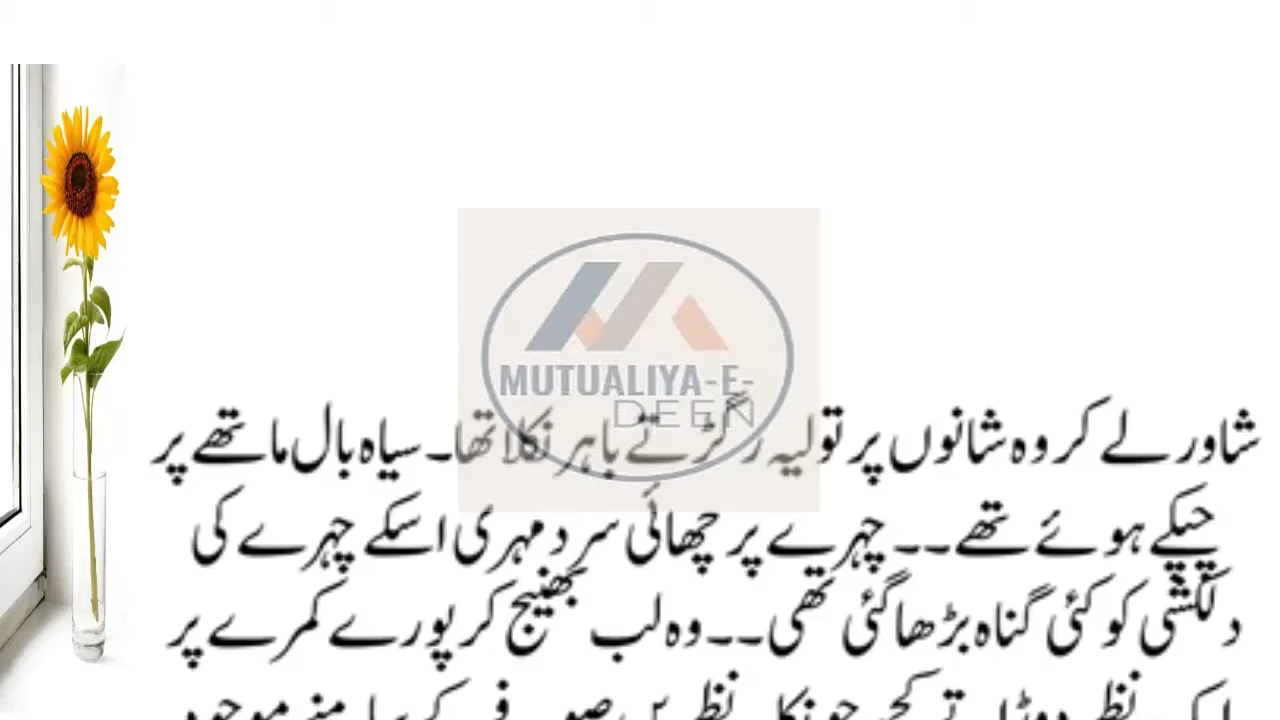 MUTUALIYA-E-
DEEN
شاور لے کر وہ شانوں پر تولیہ رگڑتے باہر نکلا تھا۔ سیاہ بال ماتھے پر
چپکے ہوئے تھے۔۔ چہرے پر چھائی سرد مہری اسکے چہرے کی
دلکشی کو کئی گناہ بڑھا گئی تھی۔۔ وہ لب بھینچ کر پورے کمرے پر